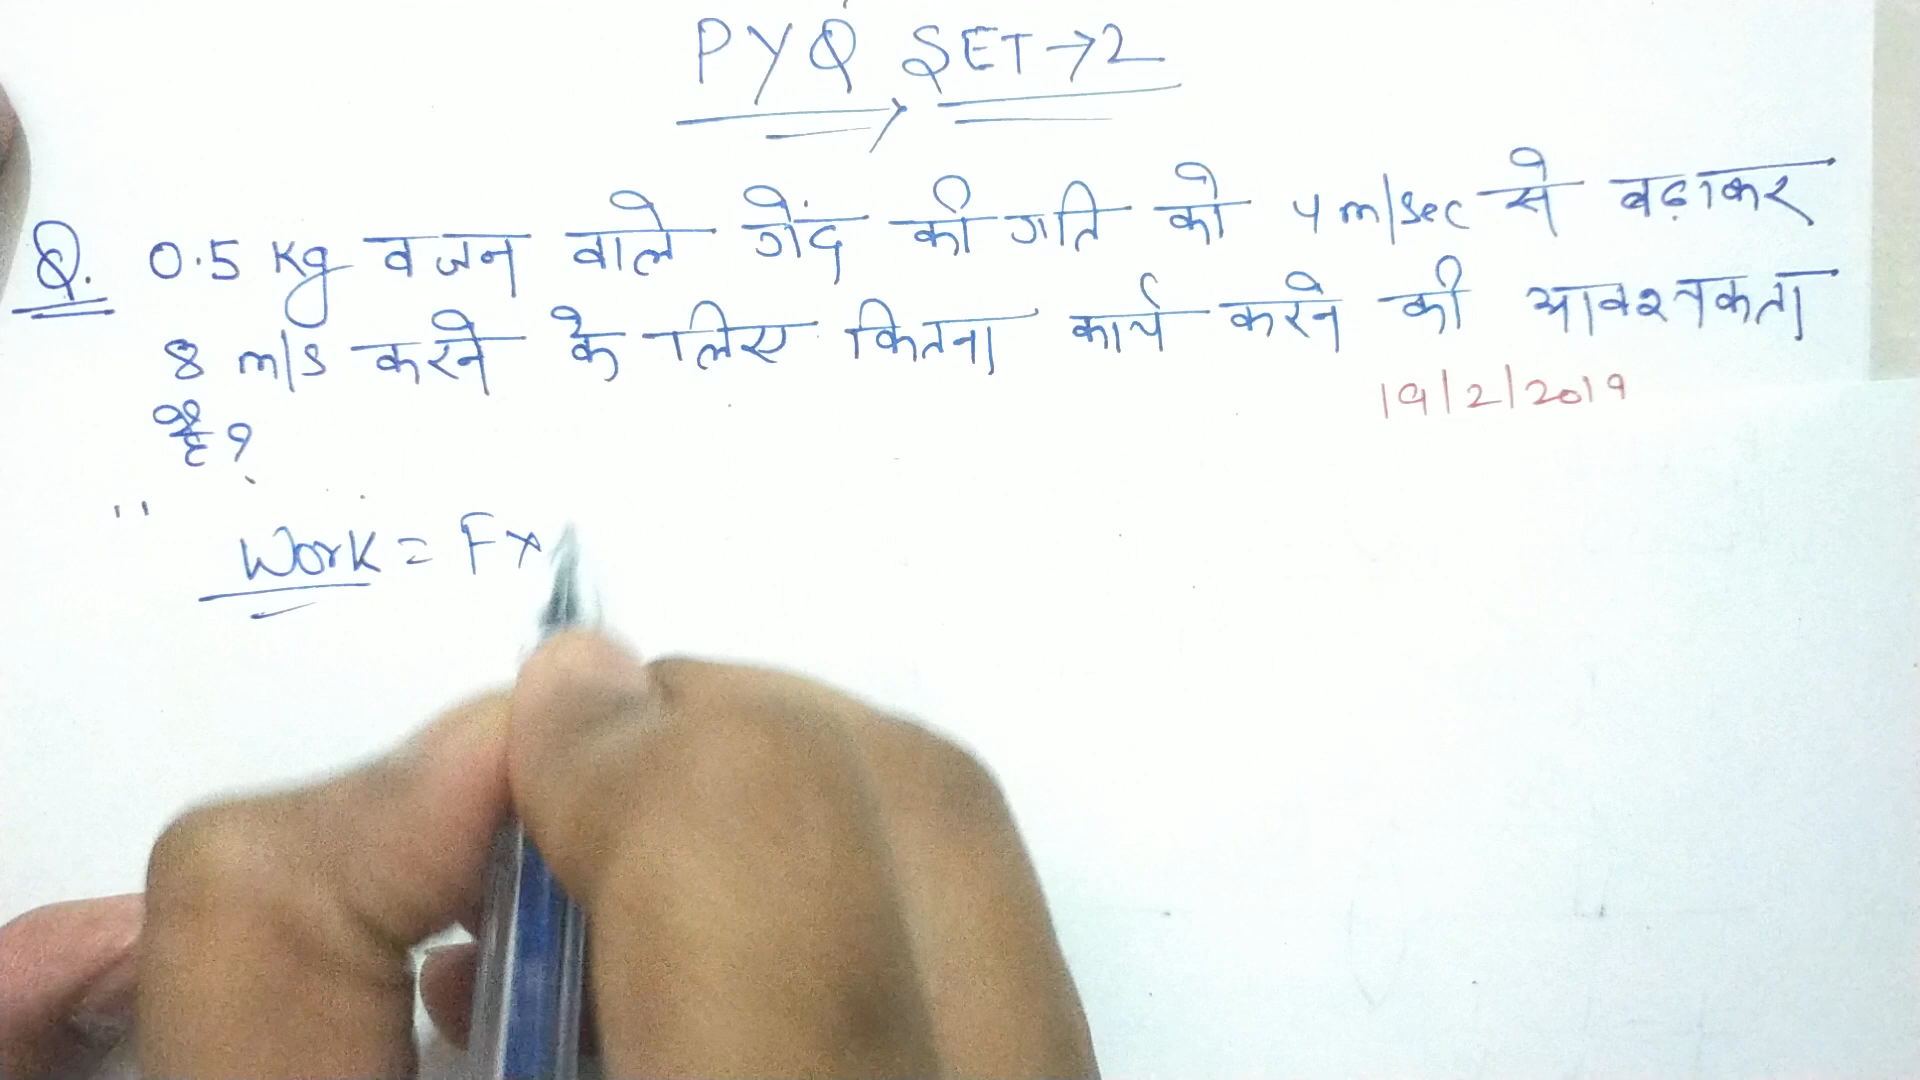 PYQ SET→2
Q. 0.5 Kg वजन वाले गेंद की गति को 4 m/sec से बढ़ाकर
8 m/s करने के लिए कितना कार्य करने की आवश्यकता
है ?
19/2/2019
Work = F×